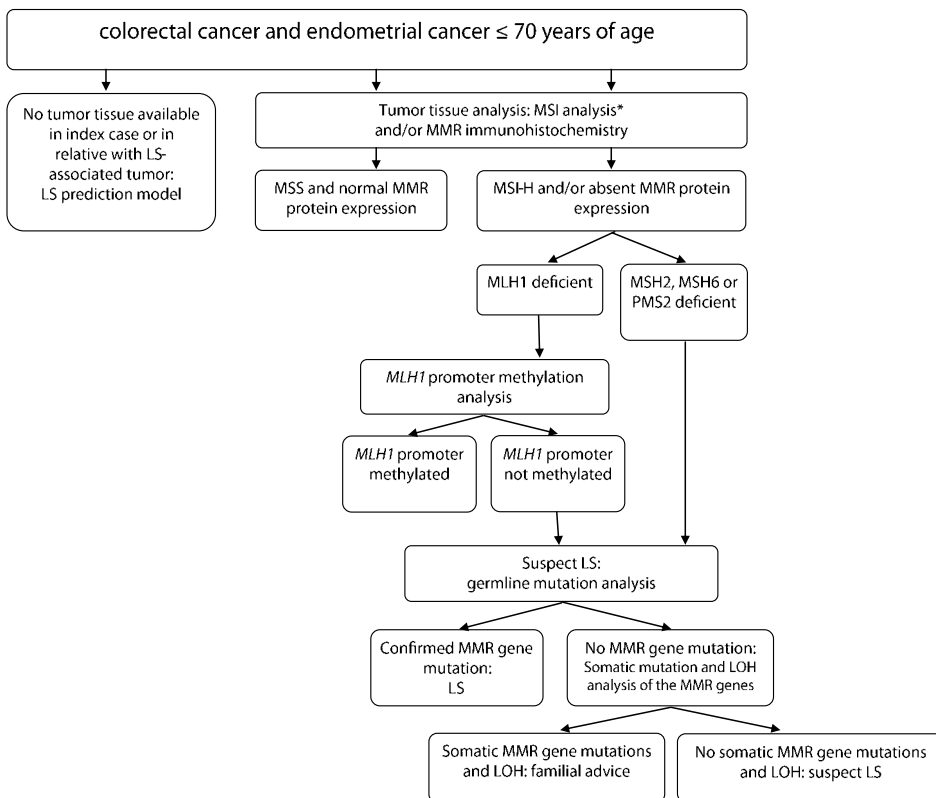 colorectal cancer and endometrial cancer ≤ 70 years of age
No tumor tissue available
in index case or in
relative with LS-
associated tumor:
LS prediction model
Tumor tissue analysis: MSI analysis*
and/or MMR immunohistochemistry
MSS and normal MMR
protein expression
MSI-H and/or absent MMR protein
expression
MLH1 deficient
MSH2, MSH6 or
PMS2 deficient
MLH1 promoter methylation
analysis
MLH1 promoter
methylated
MLH1 promoter
not methylated
Suspect LS:
germline mutation analysis
Confirmed MMR gene
mutation:
LS
No MMR gene mutation:
Somatic mutation and LOH
analysis of the MMR genes
Somatic MMR gene mutations
and LOH: familial advice
No somatic MMR gene mutations
and LOH: suspect LS